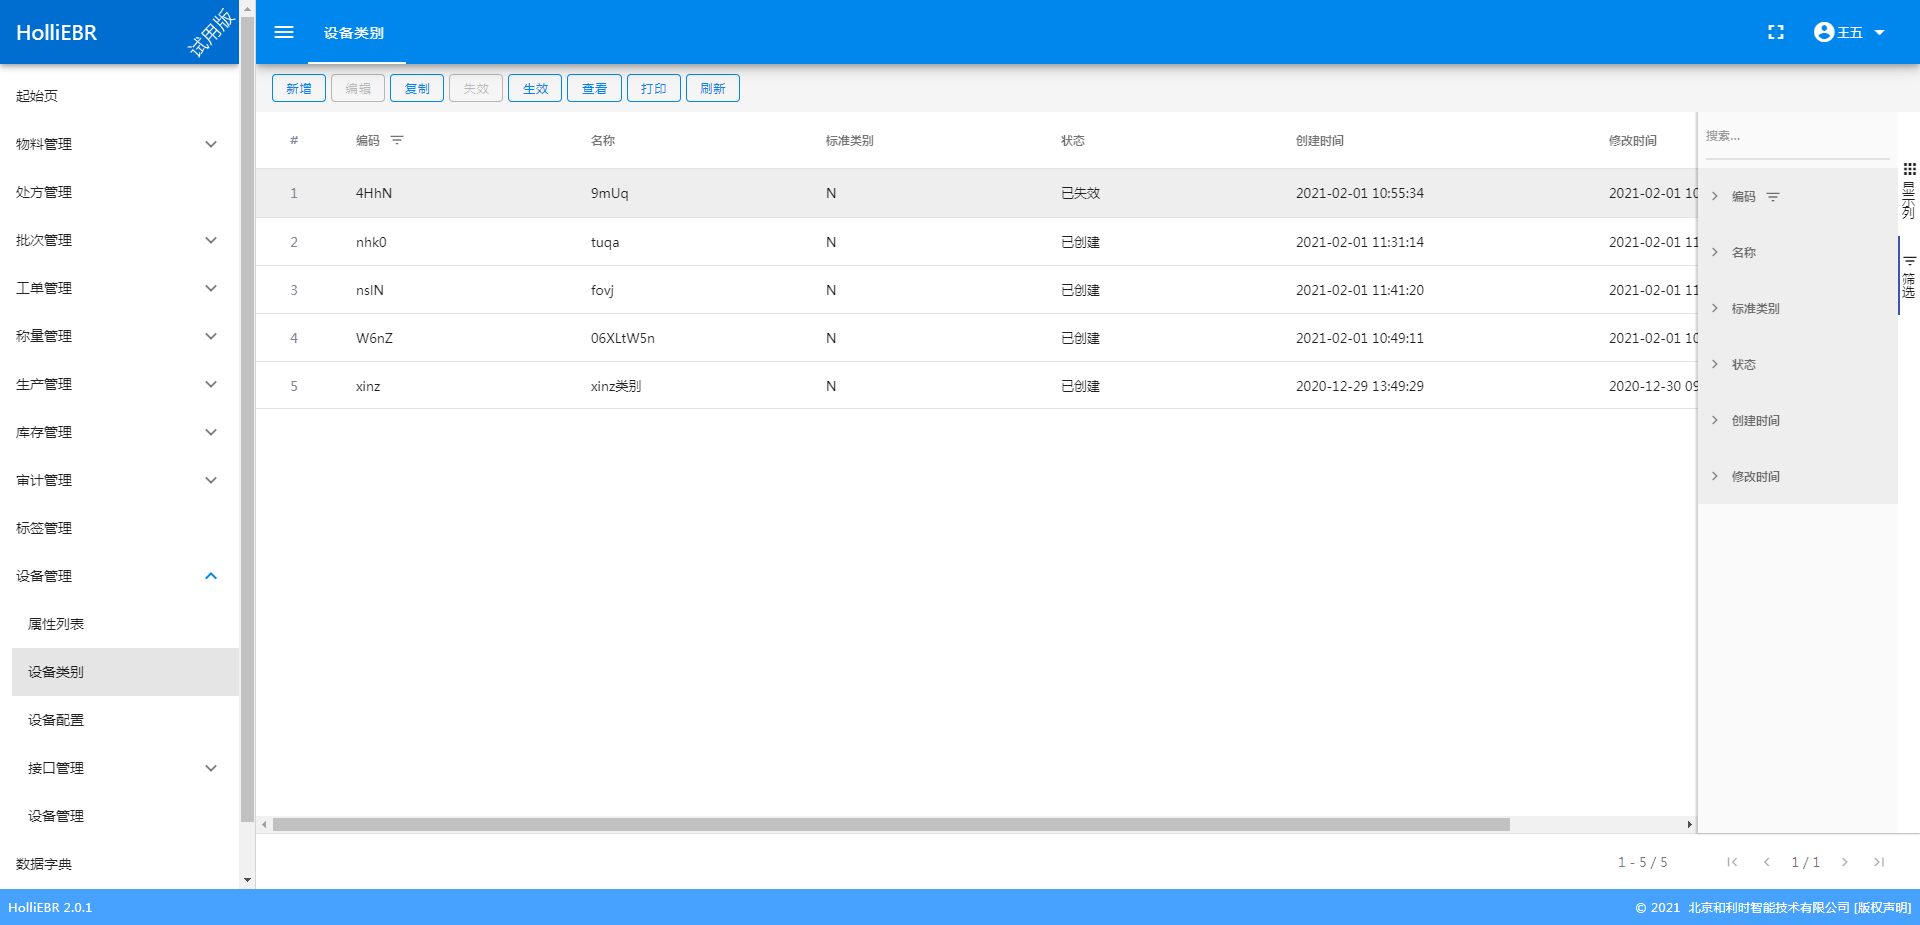 HolliEBR
试用版
设备类别
王五
起始页
物料管理
处方管理
批次管理
工单管理
称量管理
生产管理
库存管理
审计管理
标签管理
设备管理
属性列表
设备类别
设备配置
接口管理
设备管理
数据字典
新增 编辑 复制 失效 生效 查看 打印 刷新
# 编码 名称 标准类别 状态 创建时间 修改时间
1 4HhN 9mUq N 已失效 2021-02-01 10:55:34 2021-02-01 10
2 nhk0 tuqa N 已创建 2021-02-01 11:31:14 2021-02-01 11
3 nslN fovj N 已创建 2021-02-01 11:41:20 2021-02-01 11
4 W6nZ 06XLtW5n N 已创建 2021-02-01 10:49:11 2021-02-01 10
5 xinz xinz类别 N 已创建 2020-12-29 13:49:29 2020-12-30 09
搜索...
编码
名称
标准类别
状态
创建时间
修改时间
显示列
筛选
1 - 5 / 5
1 / 1
HolliEBR 2.0.1
© 2021 北京和利时智能技术有限公司 [版权声明]